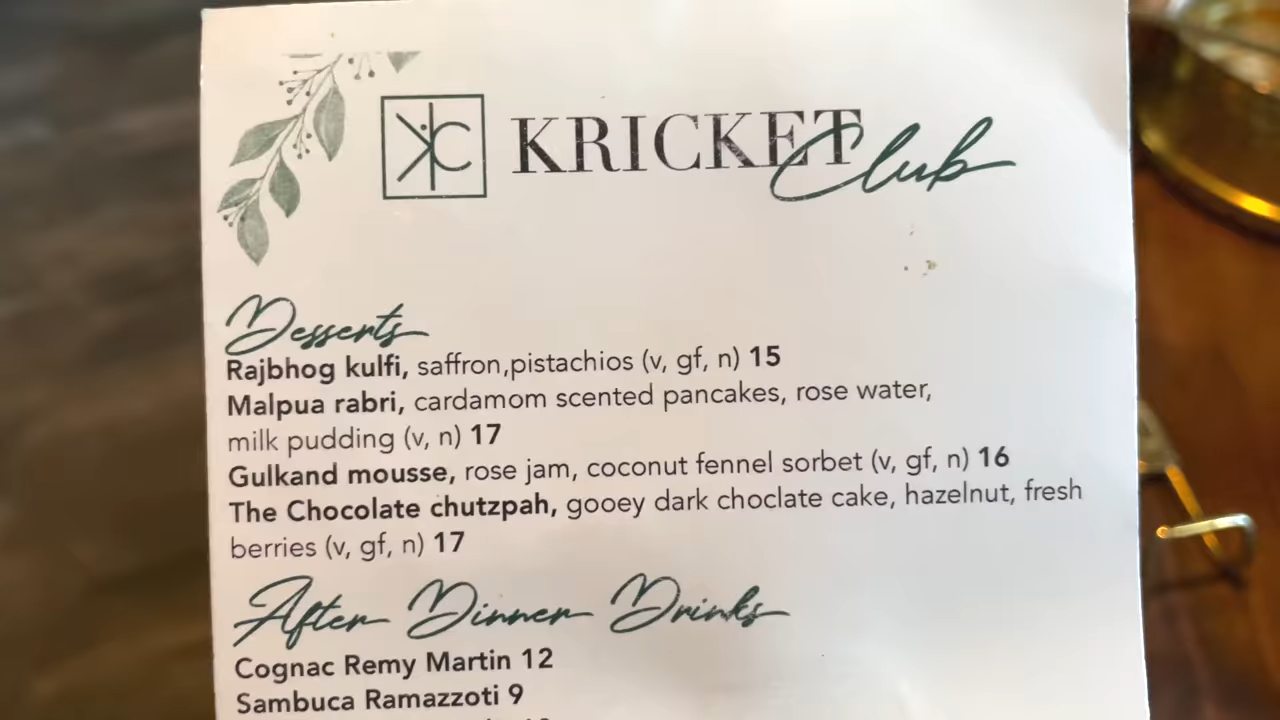 KC KRICKET Club
Desserts
Rajbhog kulfi, saffron,pistachios (v, gf, n) 15
Malpua rabri, cardamom scented pancakes, rose water,
milk pudding (v, n) 17
Gulkand mousse, rose jam, coconut fennel sorbet (v, gf, n) 16
The Chocolate chutzpah, gooey dark choclate cake, hazelnut, fresh
berries (v, gf, n) 17
After Dinner Drinks
Cognac Remy Martin 12
Sambuca Ramazzoti 9